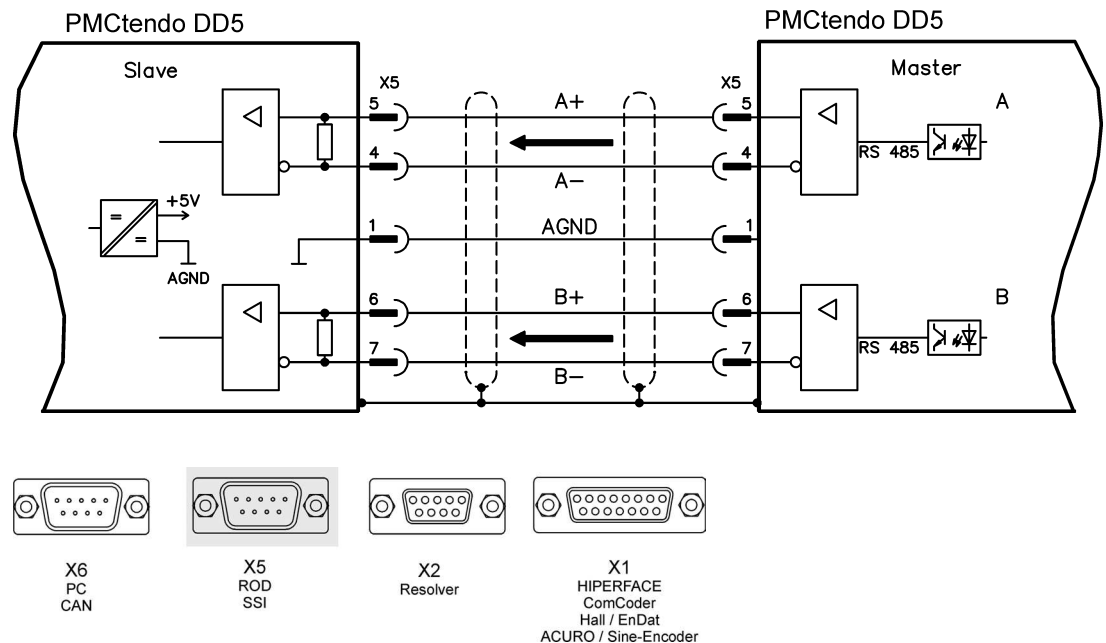 PMCtendo DD5
PMCtendo DD5
Slave
Master
X5
X5
5
A+
5
A
4
A-
4
RS 485
+5V
=
=
AGND
1
AGND
1
6
B+
6
B
7
B-
7
RS 485
X6
PC
CAN
X5
ROD
SSI
X2
Resolver
X1
HIPERFACE
ComCoder
Hall / EnDat
ACURO / Sine-Encoder